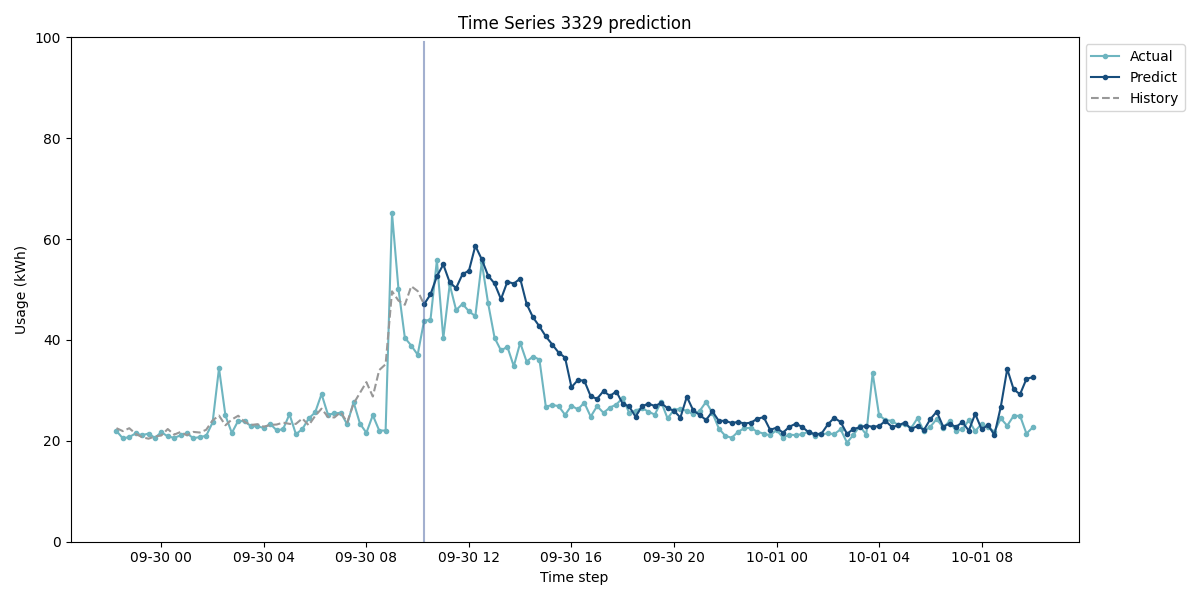 Time Series 3329 prediction
Actual
Predict
History
Usage (kWh)
100
80
60
40
20
0
09-30 00
09-30 04
09-30 08
09-30 12
09-30 16
09-30 20
10-01 00
10-01 04
10-01 08
Time step